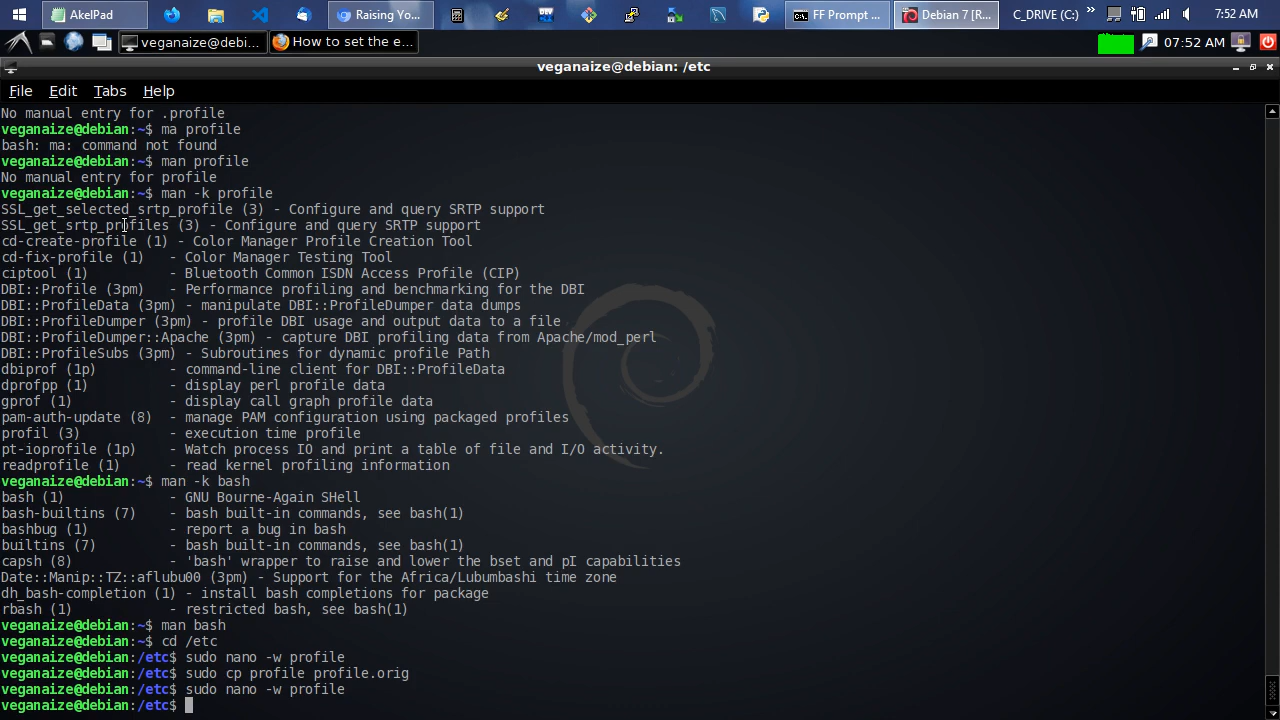 AkelPad
Raising Yo...
FF Prompt ...
Debian 7 [R...
C_DRIVE (C:)
»
7:52 AM
veganaize@debi...
How to set the e...
07:52 AM
veganaize@debian: /etc
File Edit Tabs Help
No manual entry for .profile
veganaize@debian:~$ ma profile
bash: ma: command not found
veganaize@debian:~$ man profile
No manual entry for profile
veganaize@debian:~$ man -k profile
SSL_get_selected_srtp_profile (3) - Configure and query SRTP support
SSL_get_srtp_profiles (3) - Configure and query SRTP support
cd-create-profile (1) - Color Manager Profile Creation Tool
cd-fix-profile (1)   - Color Manager Testing Tool
ciptool (1)          - Bluetooth Common ISDN Access Profile (CIP)
DBI::Profile (3pm)   - Performance profiling and benchmarking for the DBI
DBI::ProfileData (3pm) - manipulate DBI::ProfileDumper data dumps
DBI::ProfileDumper (3pm) - profile DBI usage and output data to a file
DBI::ProfileDumper::Apache (3pm) - capture DBI profiling data from Apache/mod_perl
DBI::ProfileSubs (3pm) - Subroutines for dynamic profile Path
dbiprof (1p)         - command-line client for DBI::ProfileData
dprofpp (1)          - display perl profile data
gprof (1)            - display call graph profile data
pam-auth-update (8)  - manage PAM configuration using packaged profiles
profil (3)           - execution time profile
pt-ioprofile (1p)    - Watch process IO and print a table of file and I/O activity.
readprofile (1)      - read kernel profiling information
veganaize@debian:~$ man -k bash
bash (1)             - GNU Bourne-Again SHell
bash-builtins (7)    - bash built-in commands, see bash(1)
bashbug (1)          - report a bug in bash
builtins (7)         - bash built-in commands, see bash(1)
capsh (8)            - 'bash' wrapper to raise and lower the bset and pI capabilities
Date::Manip::TZ::aflubu00 (3pm) - Support for the Africa/Lubumbashi time zone
dh_bash-completion (1) - install bash completions for package
rbash (1)            - restricted bash, see bash(1)
veganaize@debian:~$ man bash
veganaize@debian:~$ cd /etc
veganaize@debian:/etc$ sudo nano -w profile
veganaize@debian:/etc$ sudo cp profile profile.orig
veganaize@debian:/etc$ sudo nano -w profile
veganaize@debian:/etc$